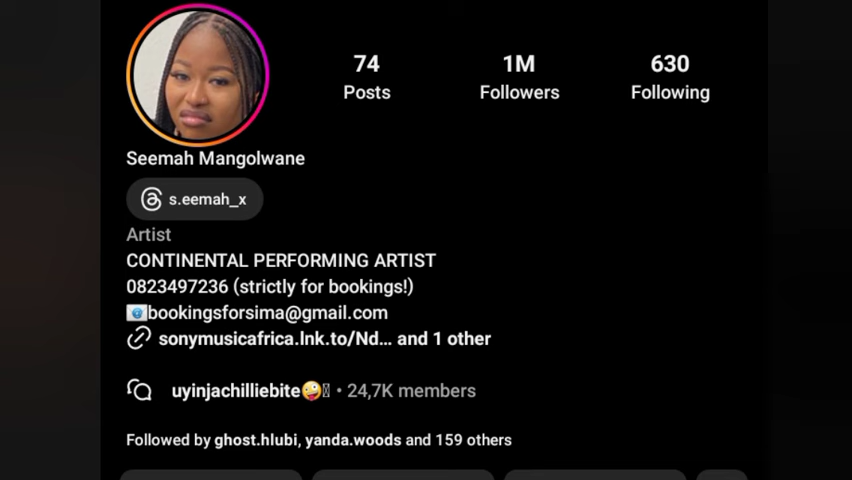 74 1M 630
Posts Followers Following
Seemah Mangolwane
s.eemah_x
Artist
CONTINENTAL PERFORMING ARTIST
0823497236 (strictly for bookings!)
📧bookingsforsima@gmail.com
sonymusicafrica.lnk.to/Nd... and 1 other
uyinjachilliebite🤪 • 24,7K members
Followed by ghost.hlubi, yanda.woods and 159 others